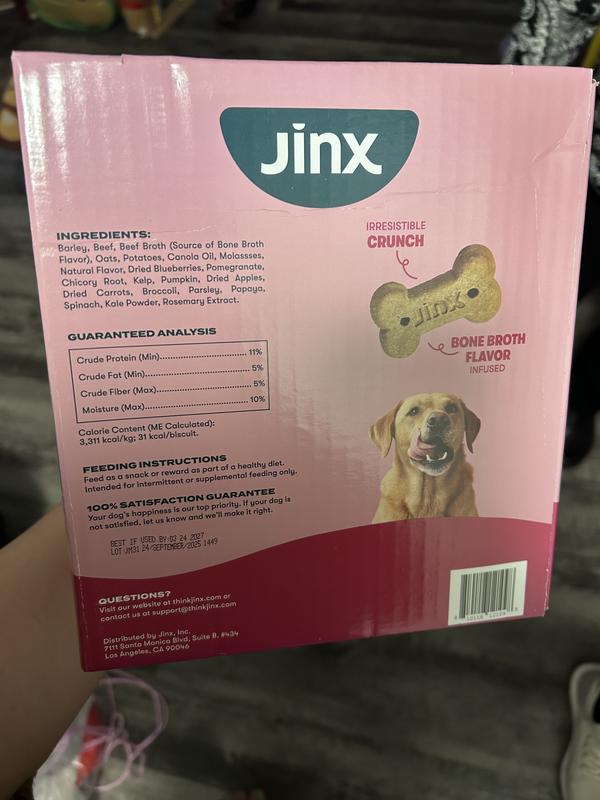 Jinx
INGREDIENTS:
Barley, Beef, Beef Broth (Source of Bone Broth
Flavor), Oats, Potatoes, Canola Oil, Molassses,
Natural Flavor, Dried Blueberries, Pomegranate,
Chicory Root, Kelp, Pumpkin, Dried Apples,
Dried Carrots, Broccoli, Parsley, Papaya,
Spinach, Kale Powder, Rosemary Extract.
IRRESISTIBLE
CRUNCH
Jinx
BONE BROTH
FLAVOR
INFUSED
GUARANTEED ANALYSIS
Crude Protein (Min)........................... 11%
Crude Fat (Min)................................. 5%
Crude Fiber (Max).............................. 5%
Moisture (Max).................................. 10%
Calorie Content (ME Calculated):
3,311 kcal/kg; 31 kcal/biscuit.
FEEDING INSTRUCTIONS
Feed as a snack or reward as part of a healthy diet.
Intended for intermittent or supplemental feeding only.
100% SATISFACTION GUARANTEE
Your dog's happiness is our top priority. If your dog is
not satisfied, let us know and we'll make it right.
BEST IF USED BY:03 24 2027
LOT JM31 24/SEPTEMBER/2025 1449
QUESTIONS?
Visit our website at thinkjinx.com or
contact us at support@thinkjinx.com
Distributed by Jinx, Inc.
7111 Santa Monica Blvd, Suite B, #434
Los Angeles, CA 90046